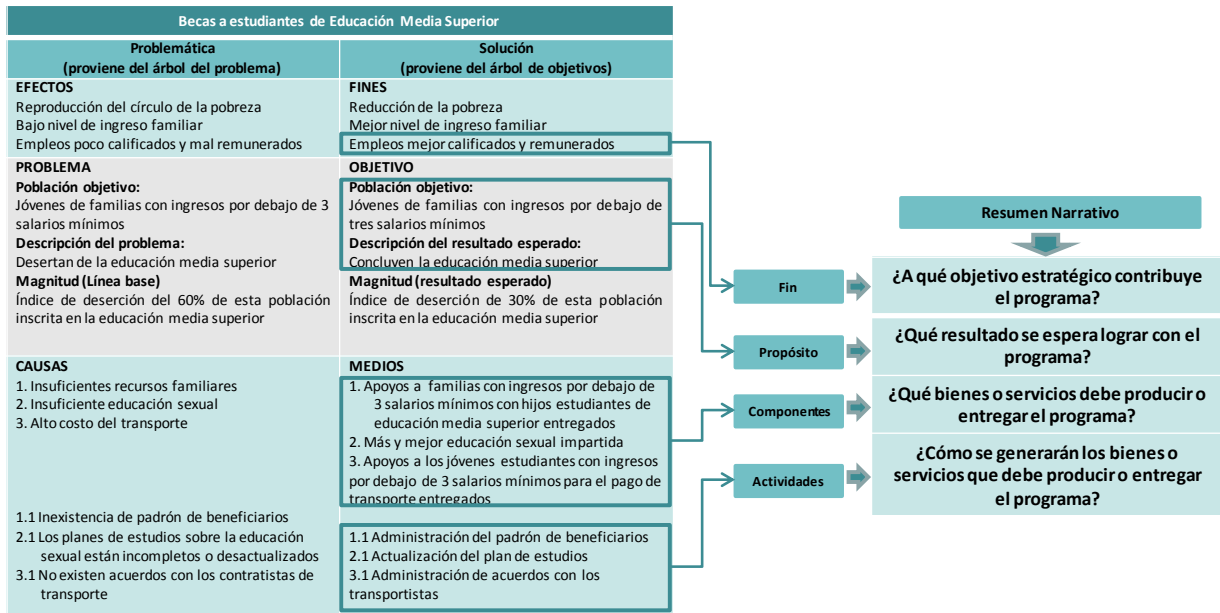 Becas a estudiantes de Educación Media Superior
Problemática
(proviene del árbol del problema)
Solución
(proviene del árbol de objetivos)
EFECTOS
Reproducción del círculo de la pobreza
Bajo nivel de ingreso familiar
Empleos poco calificados y mal remunerados
FINES
Reducción de la pobreza
Mejor nivel de ingreso familiar
Empleos mejor calificados y remunerados
PROBLEMA
Población objetivo:
Jóvenes de familias con ingresos por debajo de 3
salarios mínimos
Descripción del problema:
Desertan de la educación media superior
Magnitud (Línea base)
Índice de deserción del 60% de esta población
inscrita en la educación media superior
OBJETIVO
Población objetivo:
Jóvenes de familias con ingresos por debajo de
tres salarios mínimos
Descripción del resultado esperado:
Concluyen la educación media superior
Magnitud (resultado esperado)
Índice de deserción de 30% de esta población
inscrita en la educación media superior
CAUSAS
1. Insuficientes recursos familiares
2. Insuficiente educación sexual
3. Alto costo del transporte
1.1 Inexistencia de padrón de beneficiarios
2.1 Los planes de estudios sobre la educación
sexual están incompletos o desactualizados
3.1 No existen acuerdos con los contratistas de
transporte
MEDIOS
1. Apoyos a familias con ingresos por debajo de
3 salarios mínimos con hijos estudiantes de
educación media superior entregados
2. Más y mejor educación sexual impartida
3. Apoyos a los jóvenes estudiantes con ingresos
por debajo de 3 salarios mínimos para el pago de
transporte entregados
1.1 Administración del padrón de beneficiarios
2.1 Actualización del plan de estudios
3.1 Administración de acuerdos con los
transportistas
Resumen Narrativo
Fin
¿A qué objetivo estratégico contribuye
el programa?
Propósito
¿Qué resultado se espera lograr con el
programa?
Componentes
¿Qué bienes o servicios debe producir o
entregar el programa?
Actividades
¿Cómo se generarán los bienes o
servicios que debe producir o entregar
el programa?